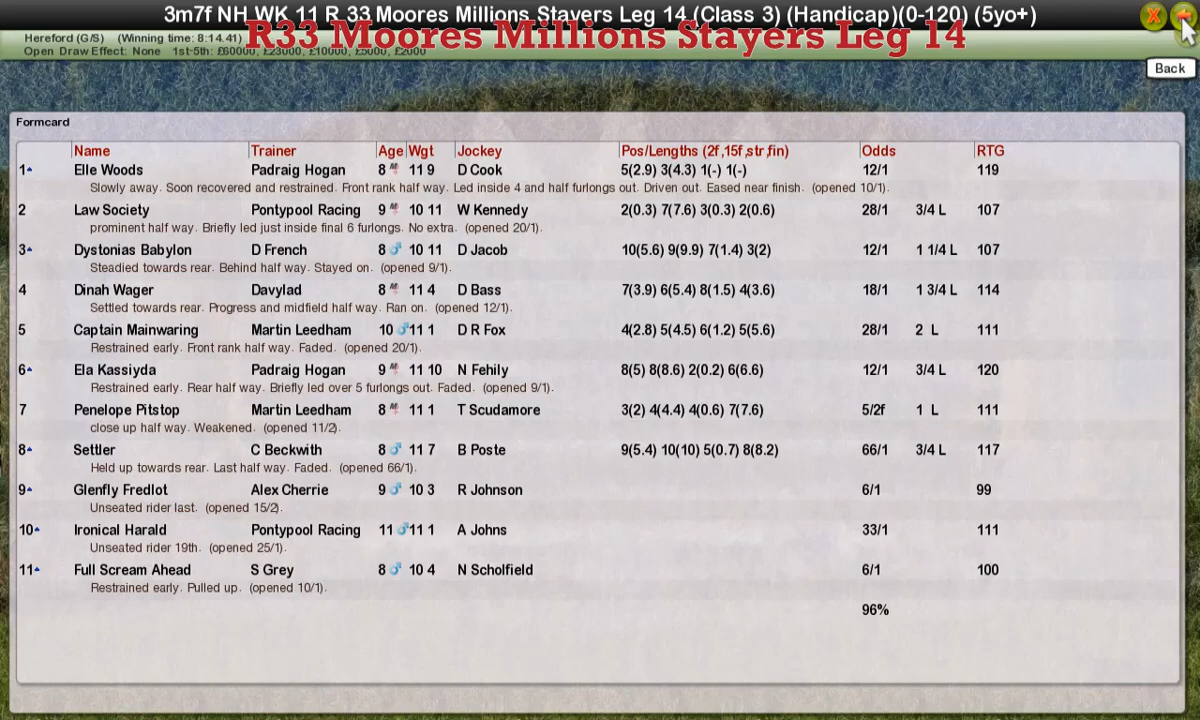 3m7f NH WK 11 R 33 Moores Millions Stayers Leg 14 (Class 3) (Handicap)(0-120) (5yo+)
R33 Moores Millions Stayers Leg 14
Hereford (G/S) (Winning time: 8:14.41)
Open Draw Effect: None 1st-5th: £60000, £23000, £10000, £5000, £2000
Back
Formcard
Name Trainer Age Wgt Jockey Pos/Lengths (2f,15f,str,fin) Odds RTG
1 Elle Woods Padraig Hogan 8 11 9 D Cook 5(2.9) 3(4.3) 1(-) 1(-) 12/1 119
Slowly away. Soon recovered and restrained. Front rank half way. Led inside 4 and half furlongs out. Driven out. Eased near finish. (opened 10/1).
2 Law Society Pontypool Racing 9 10 11 W Kennedy 2(0.3) 7(7.6) 3(0.3) 2(0.6) 28/1 3/4 L 107
prominent half way. Briefly led just inside final 6 furlongs. No extra. (opened 20/1).
3 Dystonias Babylon D French 8 10 11 D Jacob 10(5.6) 9(9.9) 7(1.4) 3(2) 12/1 1 1/4 L 107
Steadied towards rear. Behind half way. Stayed on. (opened 9/1).
4 Dinah Wager Davylad 8 11 4 D Bass 7(3.9) 6(5.4) 8(1.5) 4(3.6) 18/1 1 3/4 L 114
Settled towards rear. Progress and midfield half way. Ran on. (opened 12/1).
5 Captain Mainwaring Martin Leedham 10 11 1 D R Fox 4(2.8) 5(4.5) 6(1.2) 5(5.6) 28/1 2 L 111
Restrained early. Front rank half way. Faded. (opened 20/1).
6 Ela Kassiyda Padraig Hogan 9 11 10 N Fehily 8(5) 8(8.6) 2(0.2) 6(6.6) 12/1 3/4 L 120
Restrained early. Rear half way. Briefly led over 5 furlongs out. Faded. (opened 9/1).
7 Penelope Pitstop Martin Leedham 8 11 1 T Scudamore 3(2) 4(4.4) 4(0.6) 7(7.6) 5/2f 1 L 111
close up half way. Weakened. (opened 11/2).
8 Settler C Beckwith 8 11 7 B Poste 9(5.4) 10(10) 5(0.7) 8(8.2) 66/1 3/4 L 117
Held up towards rear. Last half way. Faded. (opened 66/1).
9 Glenfly Fredlot Alex Cherrie 9 10 3 R Johnson 6/1 99
Unseated rider last. (opened 15/2).
10 Ironical Harald Pontypool Racing 11 11 1 A Johns 33/1 111
Unseated rider 19th. (opened 25/1).
11 Full Scream Ahead S Grey 8 10 4 N Scholfield 6/1 100
Restrained early. Pulled up. (opened 10/1).
96%